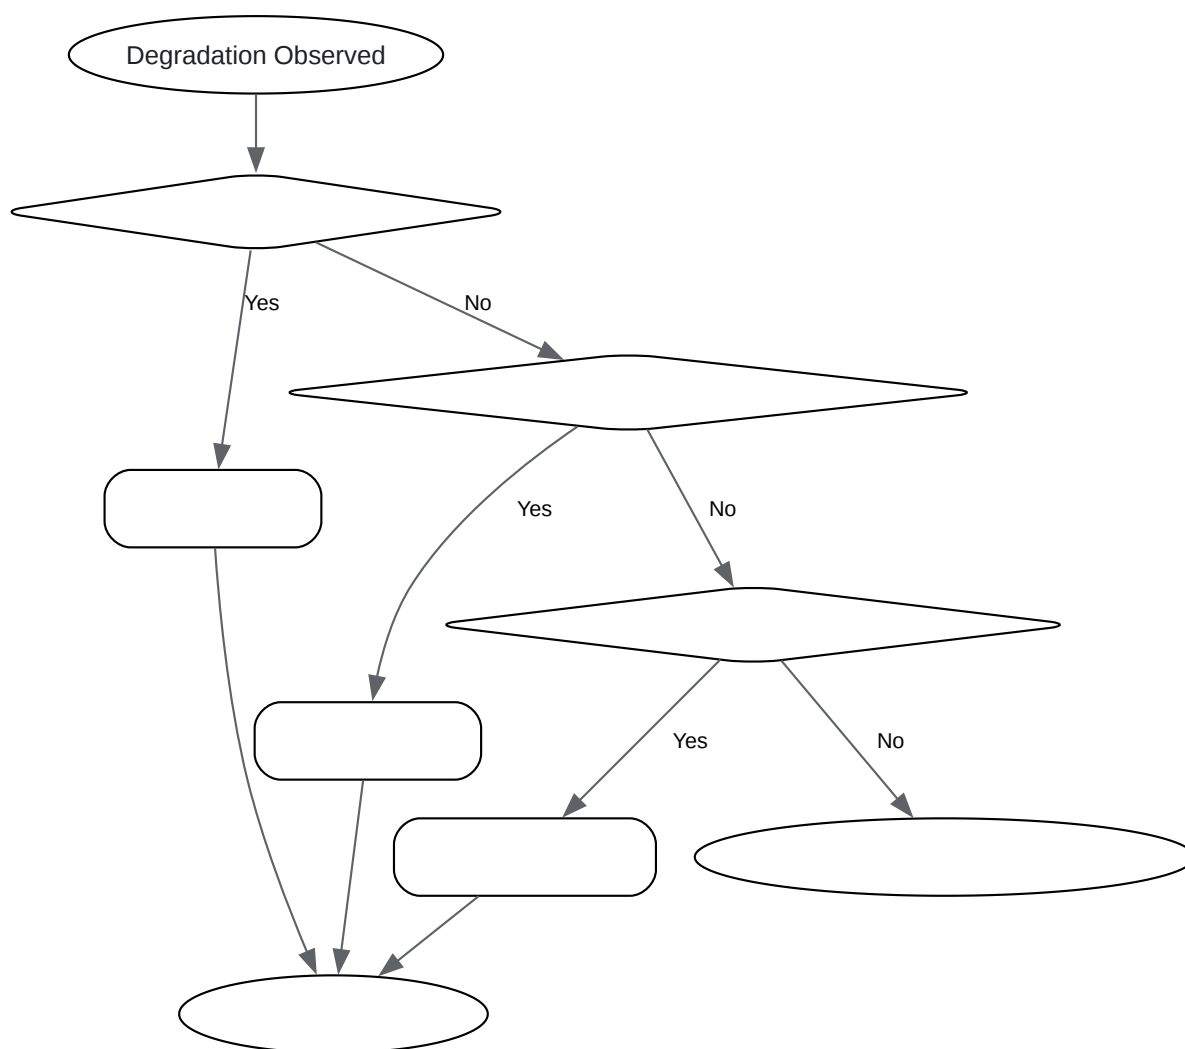 Degradation Observed
Yes
No
Yes
No
Yes
No